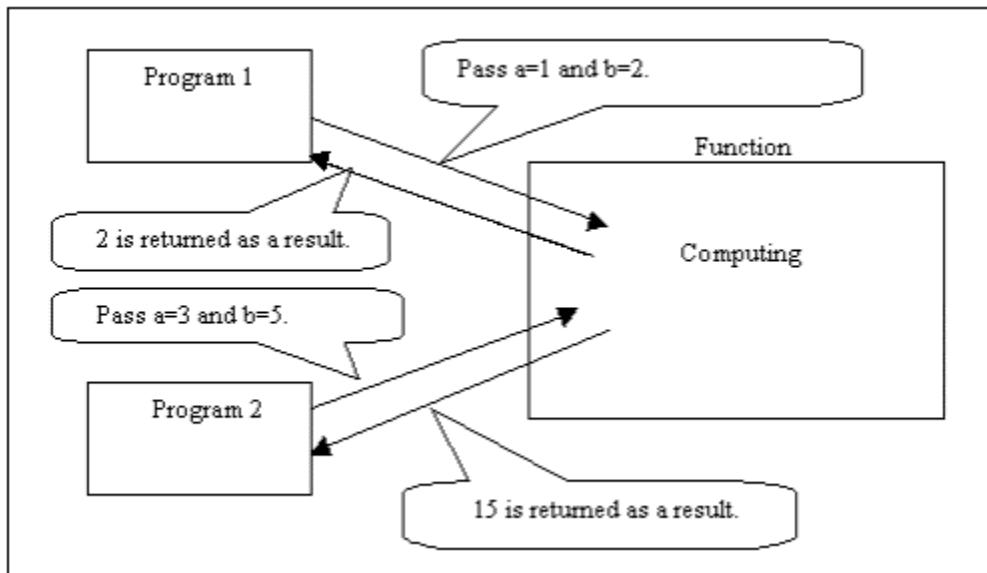 Program 1
Pass a=1 and b=2.
Function
2 is returned as a result.
Computing
Pass a=3 and b=5.
Program 2
15 is returned as a result.